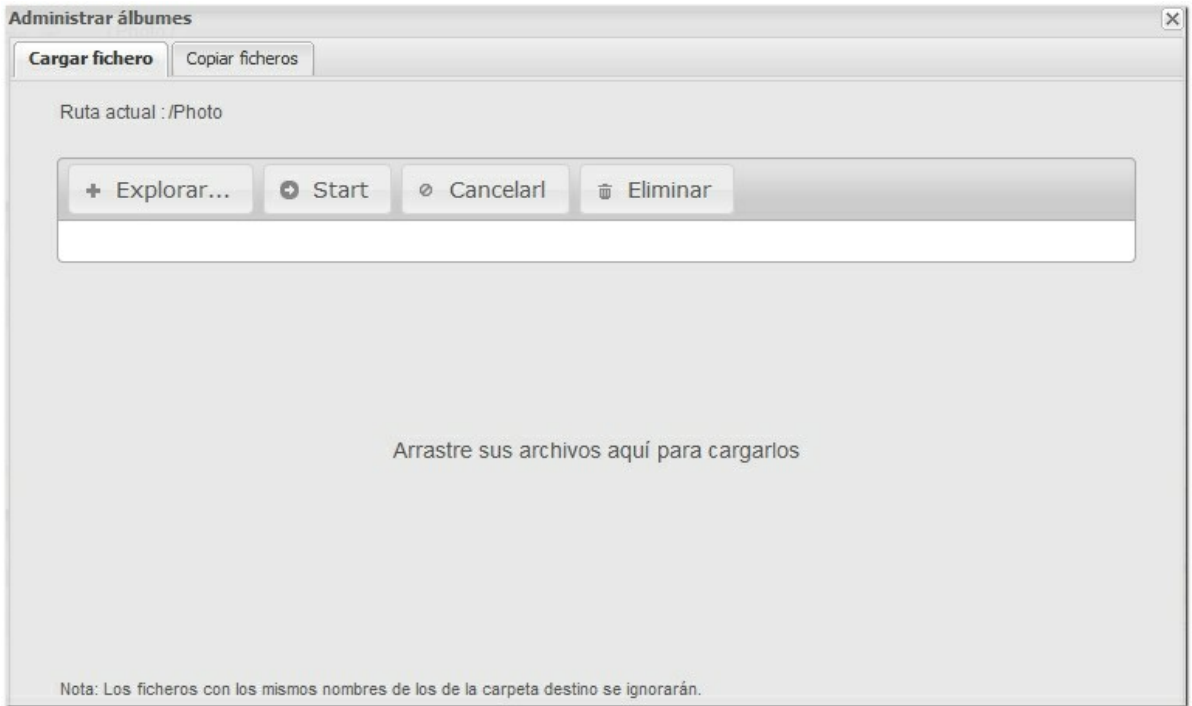 Administrar álbumes
Cargar fichero Copiar ficheros
Ruta actual : /Photo
Explorar... Start Cancelarl Eliminar
Arrastre sus archivos aquí para cargarlos
Nota: Los ficheros con los mismos nombres de los de la carpeta destino se ignorarán.